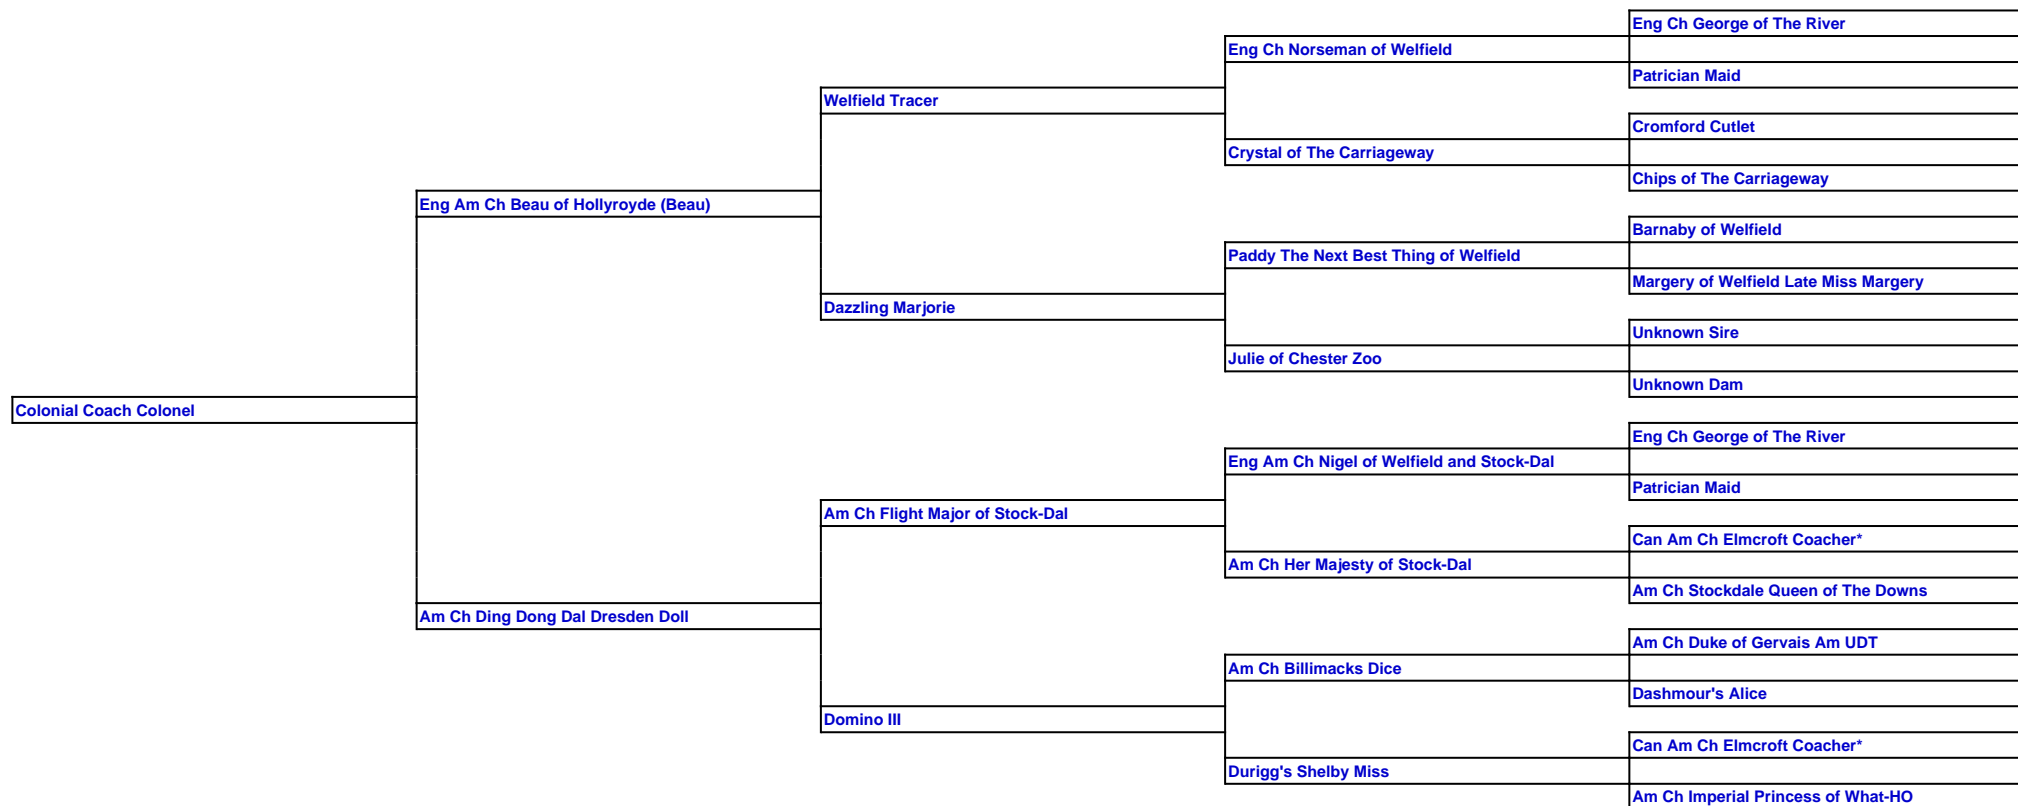 Eng Ch George of The River
Eng Ch Norseman of Welfield
Patrician Maid
Welfield Tracer
Cromford Cutlet
Crystal of The Carriageway
Chips of The Carriageway
Eng Am Ch Beau of Hollyroyde (Beau)
Barnaby of Welfield
Paddy The Next Best Thing of Welfield
Margery of Welfield Late Miss Margery
Dazzling Marjorie
Unknown Sire
Julie of Chester Zoo
Unknown Dam
Colonial Coach Colonel
Eng Ch George of The River
Eng Am Ch Nigel of Welfield and Stock-Dal
Patrician Maid
Am Ch Flight Major of Stock-Dal
Can Am Ch Elmcroft Coacher*
Am Ch Her Majesty of Stock-Dal
Am Ch Stockdale Queen of The Downs
Am Ch Ding Dong Dal Dresden Doll
Am Ch Duke of Gervais Am UDT
Am Ch Billimacks Dice
Dashmour's Alice
Domino III
Can Am Ch Elmcroft Coacher*
Durigg's Shelby Miss
Am Ch Imperial Princess of What-HO